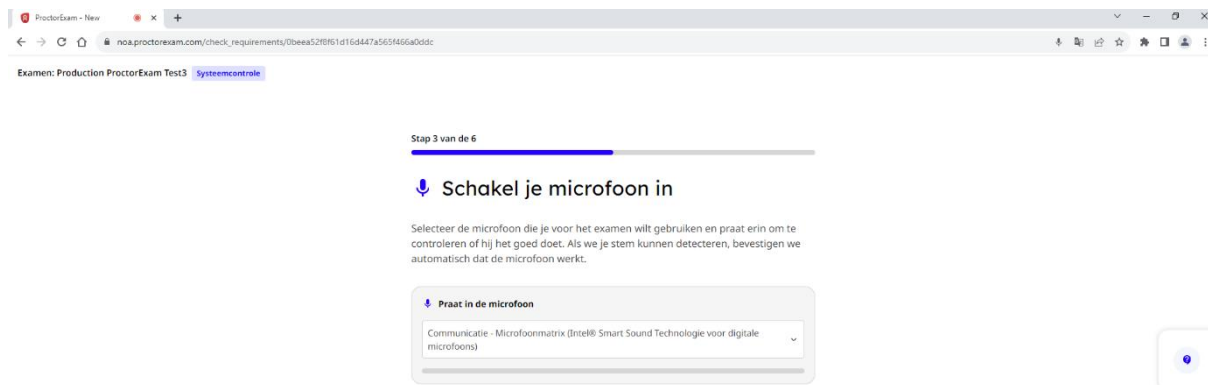 ProctorExam - New
noa.proctorexam.com/check_requirements/0beea52f8f61d16d447a565f466a0ddc
Examen: Production ProctorExam Test3 Systeemcontrole
Stap 3 van de 6
Schakel je microfoon in
Selecteer de microfoon die je voor het examen wilt gebruiken en praat erin om te
controleren of hij het goed doet. Als we je stem kunnen detecteren, bevestigen we
automatisch dat de microfoon werkt.
Praat in de microfoon
Communicatie - Microfoonmatrix (Intel® Smart Sound Technologie voor digitale
microfoons)